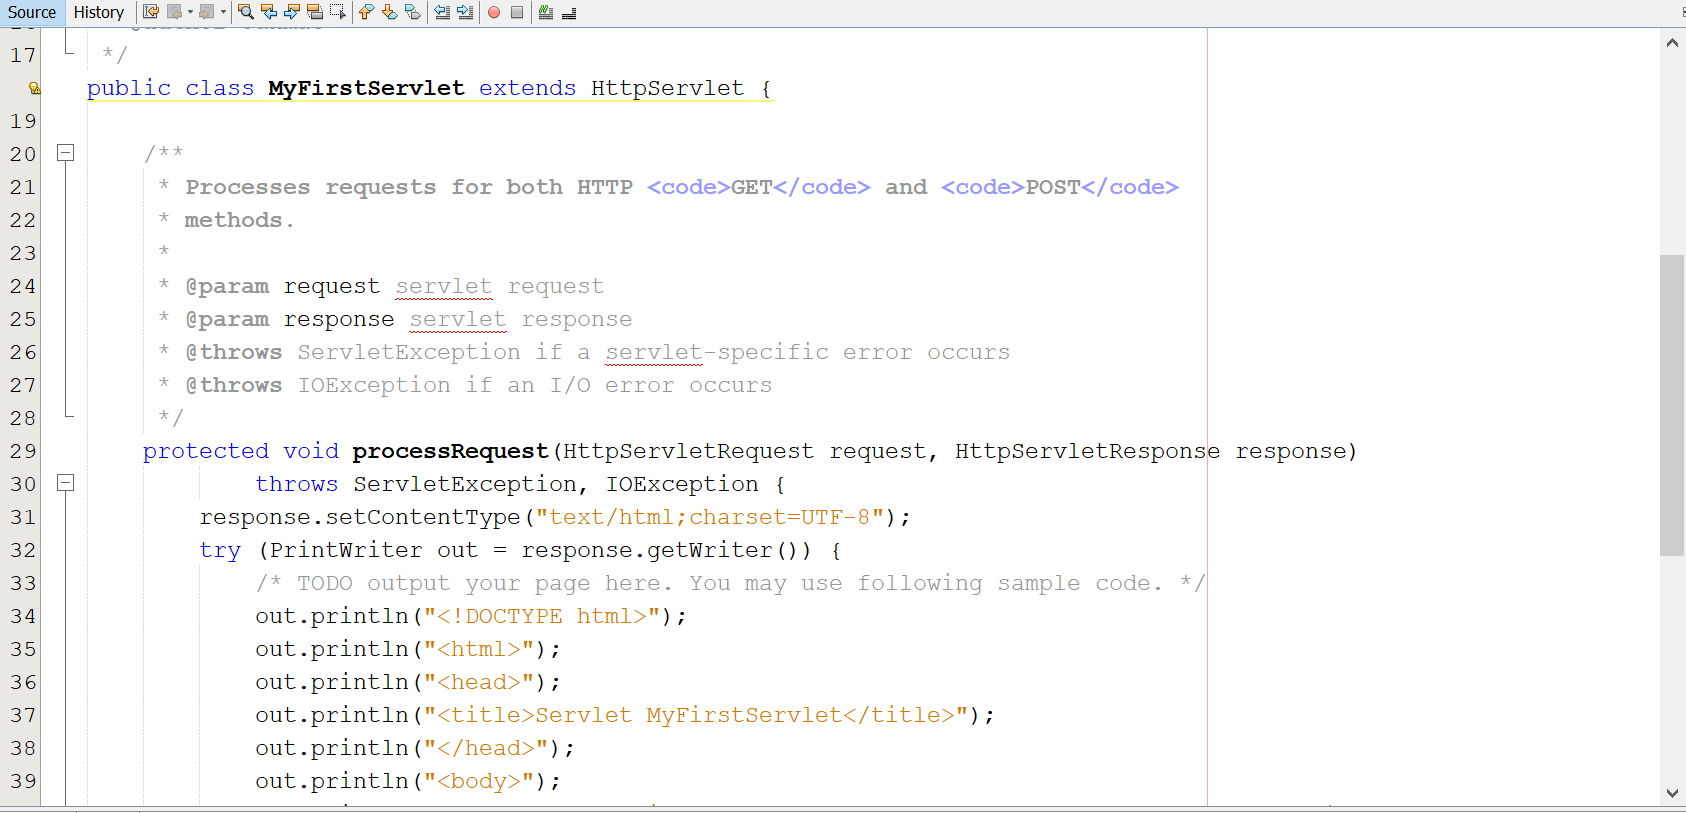 Source History
17 */
public class MyFirstServlet extends HttpServlet {
19
20 /**
21 * Processes requests for both HTTP <code>GET</code> and <code>POST</code>
22 * methods.
23 *
24 * @param request servlet request
25 * @param response servlet response
26 * @throws ServletException if a servlet-specific error occurs
27 * @throws IOException if an I/O error occurs
28 */
29 protected void processRequest(HttpServletRequest request, HttpServletResponse response)
30 throws ServletException, IOException {
31 response.setContentType("text/html;charset=UTF-8");
32 try (PrintWriter out = response.getWriter()) {
33 /* TODO output your page here. You may use following sample code. */
34 out.println("<!DOCTYPE html>");
35 out.println("<html>");
36 out.println("<head>");
37 out.println("<title>Servlet MyFirstServlet</title>");
38 out.println("</head>");
39 out.println("<body>");